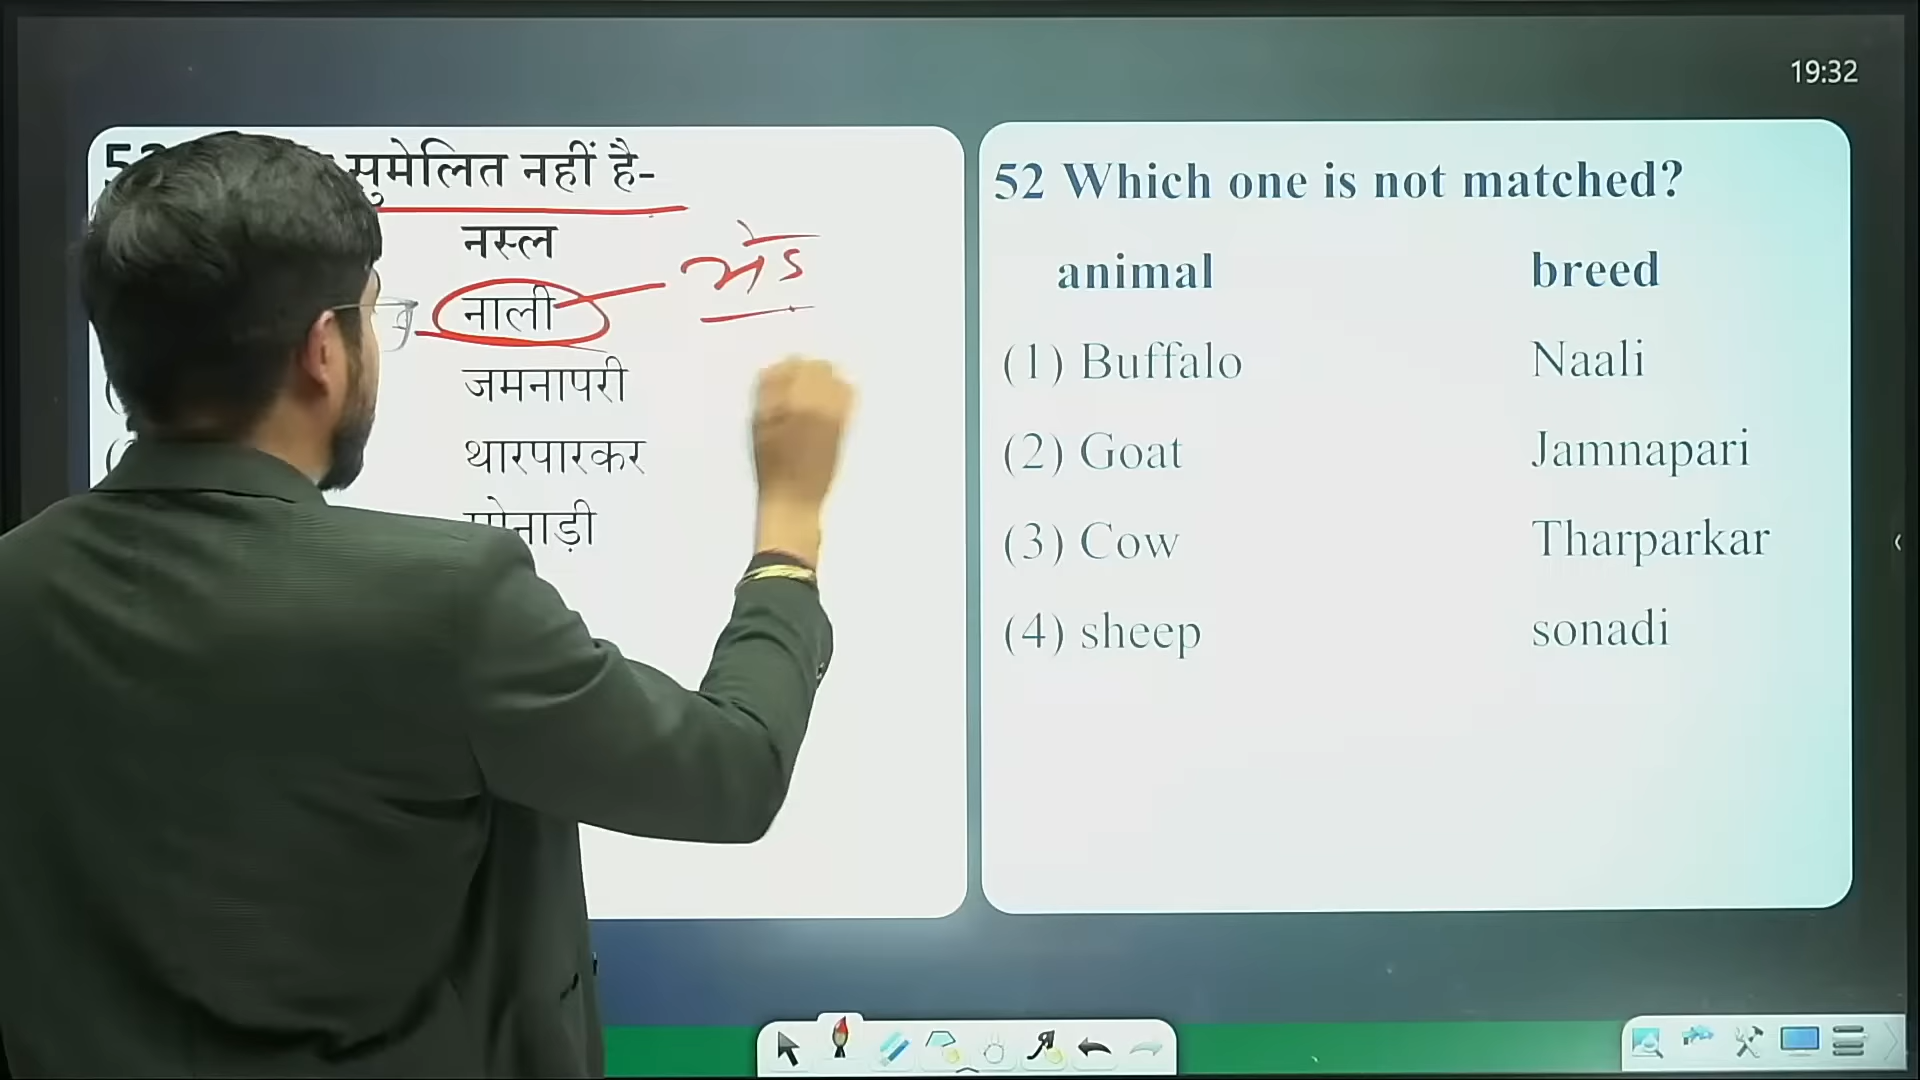 19:32
सुमेलित नहीं है-
नस्ल
नाली
भेड
जमनापरी
थारपारकर
52 Which one is not matched?
animal breed
(1) Buffalo Naali
(2) Goat Jamnapari
(3) Cow Tharparkar
(4) sheep sonadi